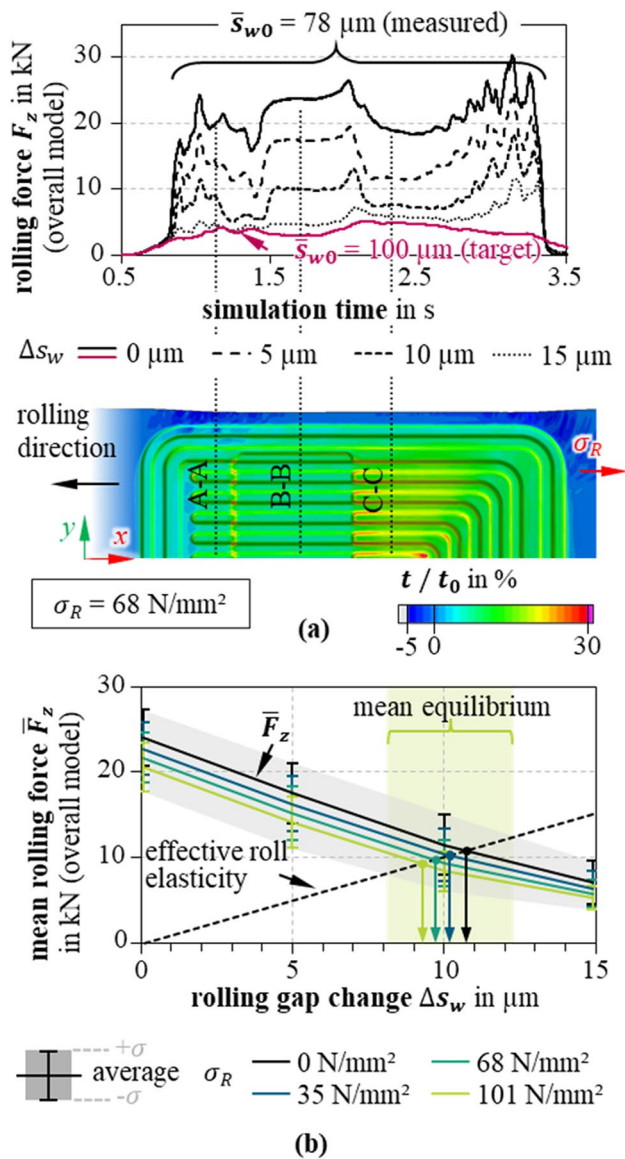 s̄w0 = 78 µm (measured)
rolling force Fz in kN
(overall model)
30
20
10
0
s̄w0 = 100 µm (target)
0.5 1.5 2.5 3.5
simulation time in s
Δsw 0 µm 5 µm 10 µm 15 µm
rolling
direction
σR
A-A
B-B
C-C
y
x
σR = 68 N/mm²
t / t0 in %
-5 0 30
(a)
mean rolling force F̄z
in kN (overall model)
30
20
10
0
mean equilibrium
F̄z
effective roll
elasticity
0 5 10 15
rolling gap change Δsw in µm
+σ
average
-σ
σR
0 N/mm² 68 N/mm²
35 N/mm² 101 N/mm²
(b)